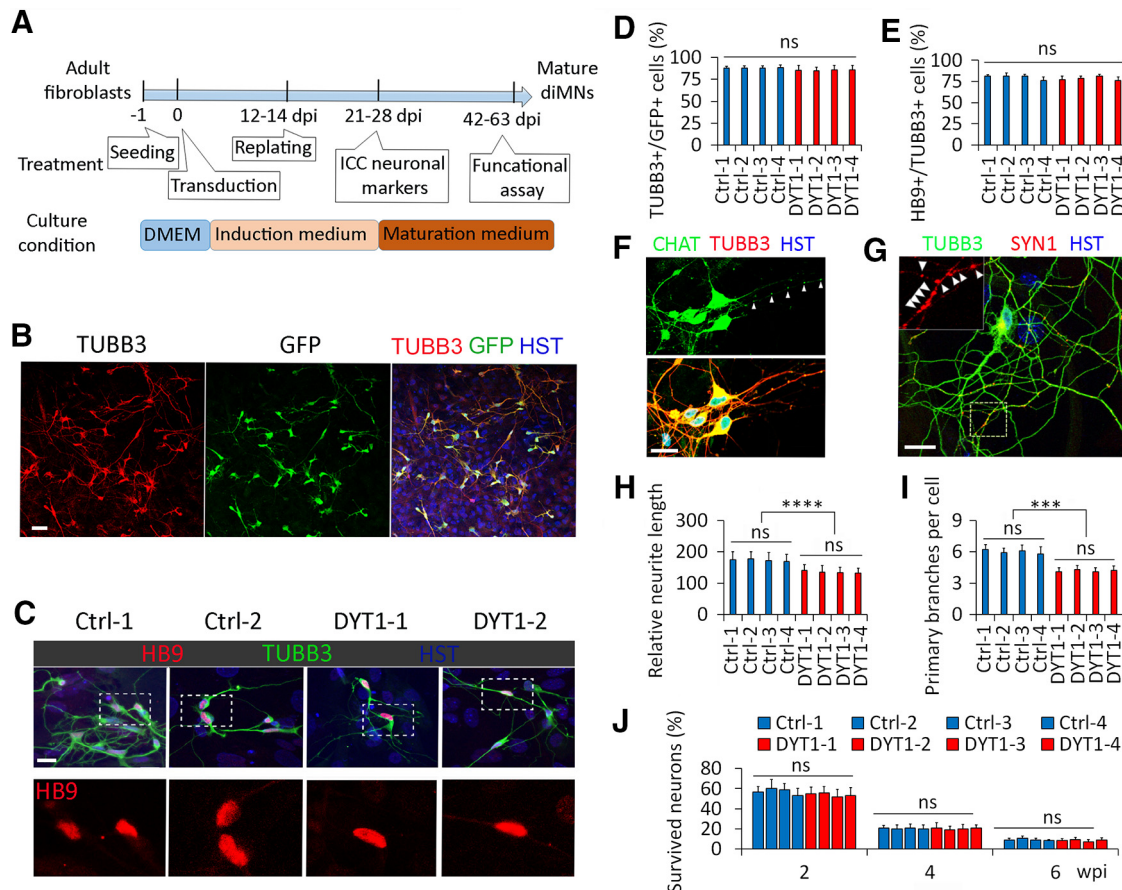 A
Adult fibroblasts
Mature diMNs
-1 0 12-14 dpi 21-28 dpi 42-63 dpi
Treatment
Seeding
Transduction
Replating
ICC neuronal markers
Funcational assay
Culture condition
DMEM Induction medium Maturation medium
B
TUBB3 GFP TUBB3 GFP HST
C
Ctrl-1 Ctrl-2 DYT1-1 DYT1-2
HB9 TUBB3 HST
HB9
D
TUBB3+/GFP+ cells (%)
ns
100
75
50
25
0
Ctrl-1 Ctrl-2 Ctrl-3 Ctrl-4 DYT1-1 DYT1-2 DYT1-3 DYT1-4
E
HB9+/TUBB3+ cells (%)
ns
100
75
50
25
0
Ctrl-1 Ctrl-2 Ctrl-3 Ctrl-4 DYT1-1 DYT1-2 DYT1-3 DYT1-4
F
CHAT TUBB3 HST
G
TUBB3 SYN1 HST
H
Relative neurite length
****
ns ns
300
200
100
0
Ctrl-1 Ctrl-2 Ctrl-3 Ctrl-4 DYT1-1 DYT1-2 DYT1-3 DYT1-4
I
Primary branches per cell
***
ns ns
9
6
3
0
Ctrl-1 Ctrl-2 Ctrl-3 Ctrl-4 DYT1-1 DYT1-2 DYT1-3 DYT1-4
J
Ctrl-1 Ctrl-2 Ctrl-3 Ctrl-4
DYT1-1 DYT1-2 DYT1-3 DYT1-4
Survived neurons (%)
ns ns ns
80
60
40
20
0
2 4 6 wpi